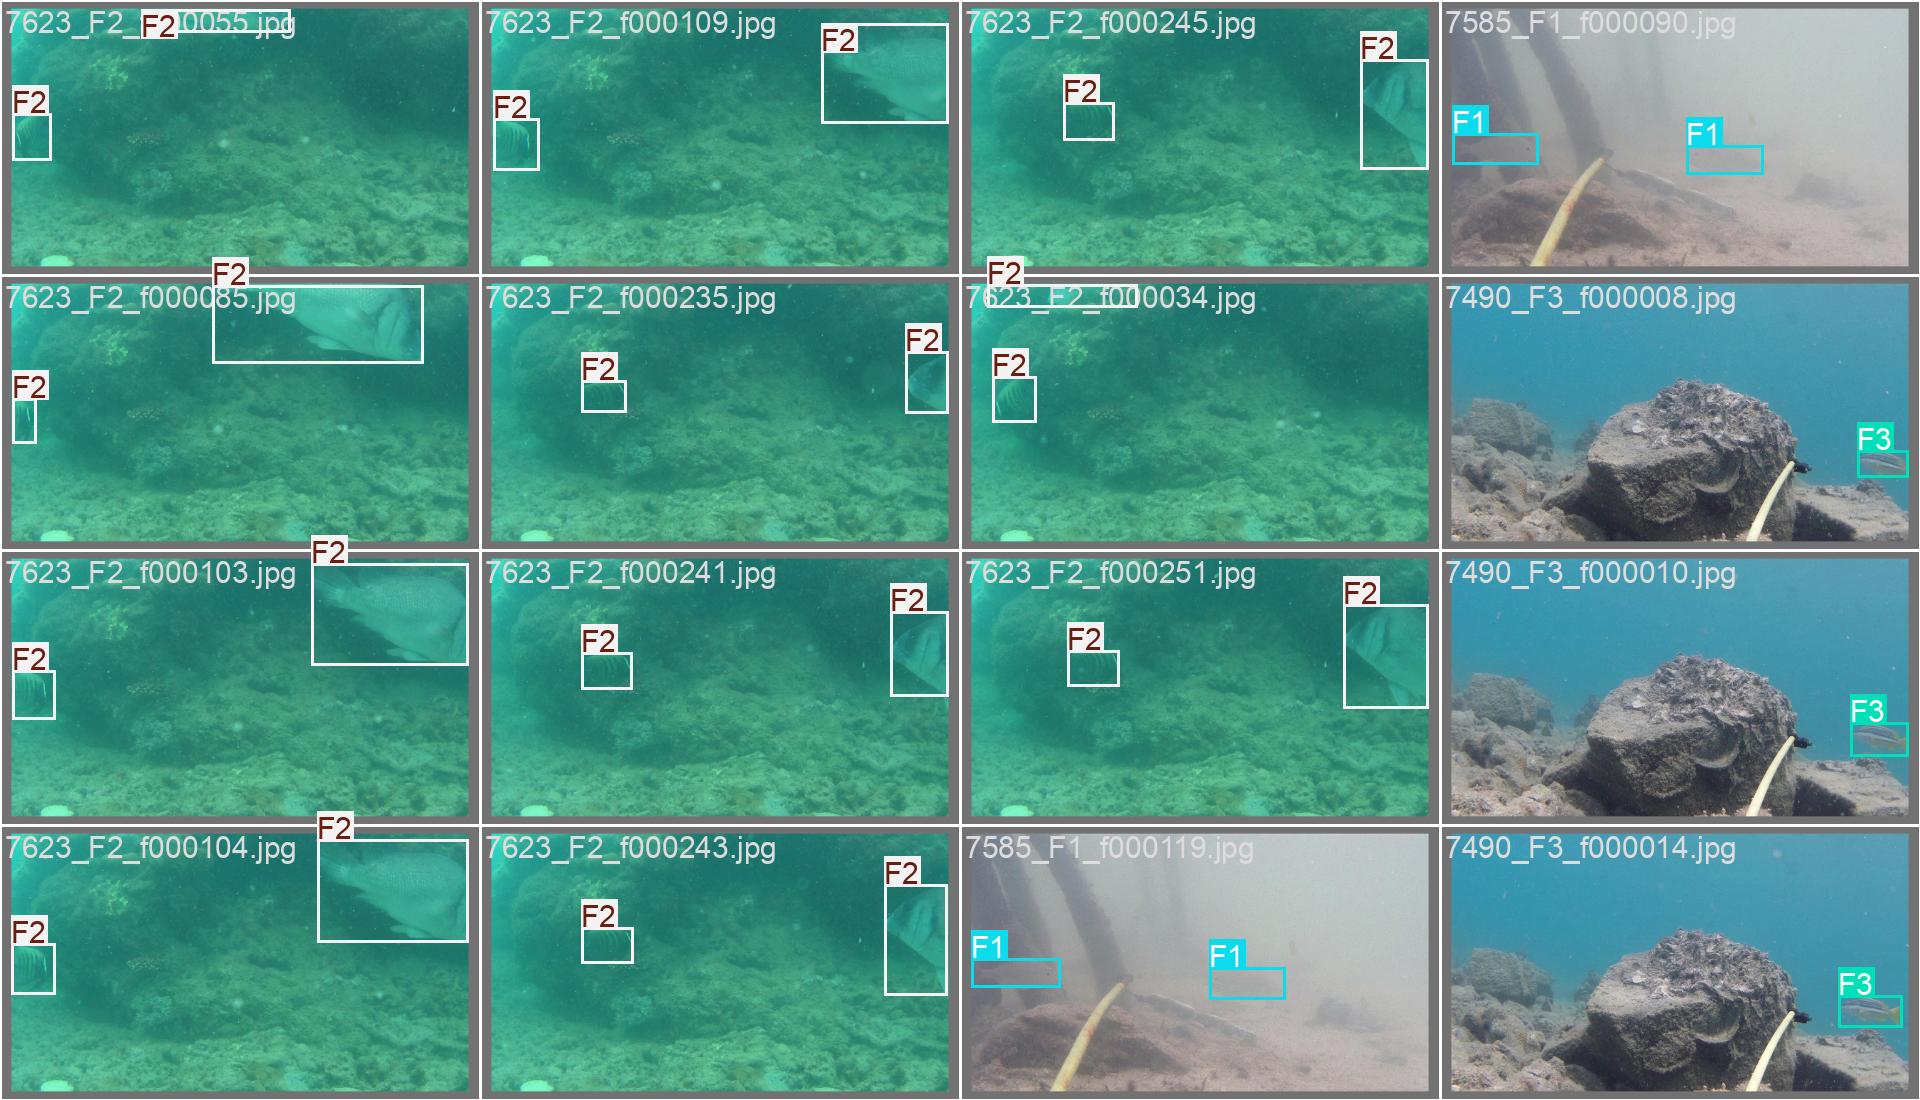 7623_F2_f000055.jpg
F2
F2
7623_F2_f000109.jpg
F2
F2
7623_F2_f000245.jpg
F2
F2
7585_F1_f000090.jpg
F1
F1
7623_F2_f000085.jpg
F2
F2
7623_F2_f000235.jpg
F2
F2
7623_F2_f000034.jpg
F2
F2
7490_F3_f000008.jpg
F3
7623_F2_f000103.jpg
F2
F2
7623_F2_f000241.jpg
F2
F2
7623_F2_f000251.jpg
F2
F2
7490_F3_f000010.jpg
F3
7623_F2_f000104.jpg
F2
F2
7623_F2_f000243.jpg
F2
F2
7585_F1_f000119.jpg
F1
F1
7490_F3_f000014.jpg
F3